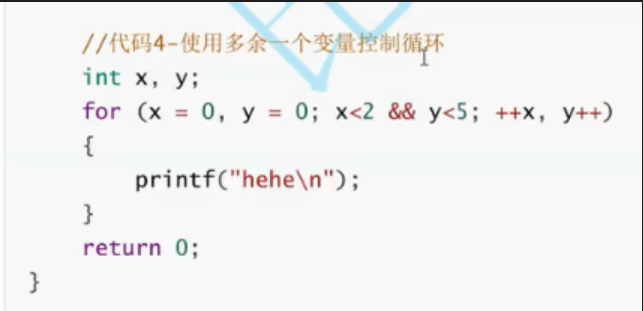 //代码4-使用多余一个变量控制循环
int x, y;
for (x = 0, y = 0; x<2 && y<5; ++x, y++)
{
    printf("hehe\n");
}
return 0;
}